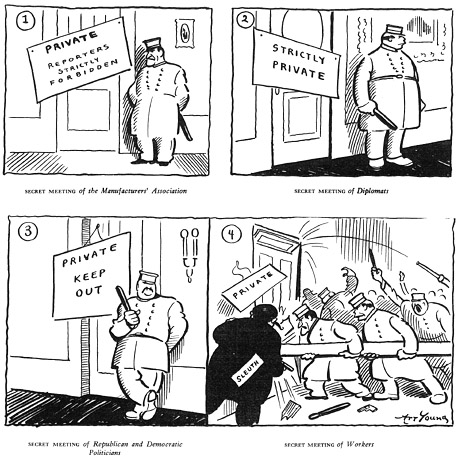 1
PRIVATE
REPORTERS
STRICTLY
FORBIDDEN
SECRET MEETING of the Manufacturers' Association
2
STRICTLY
PRIVATE
SECRET MEETING of Diplomats
3
PRIVATE
KEEP
OUT
SECRET MEETING of Republican and Democratic
Politicians
4
PRIVATE
SLEUTH
ART YOUNG
SECRET MEETING of Workers